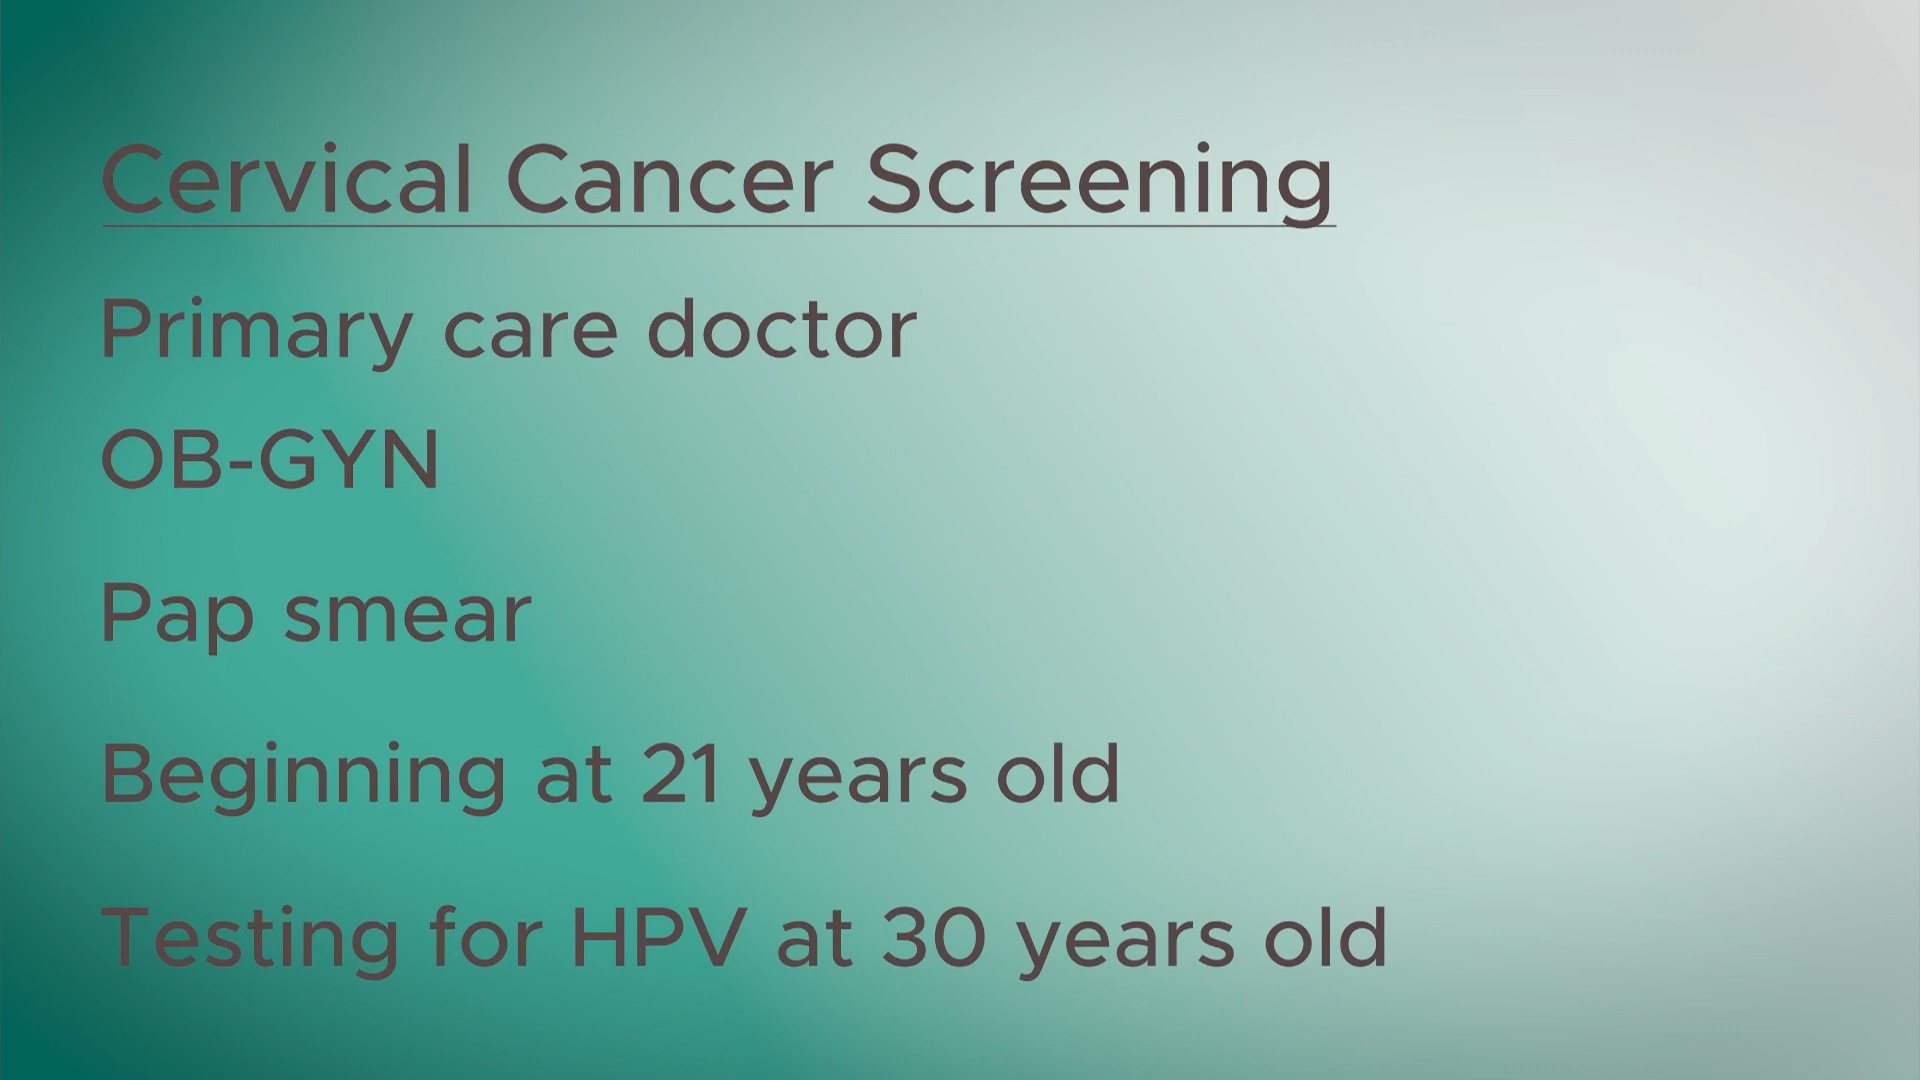 Cervical Cancer Screening
Primary care doctor
OB-GYN
Pap smear
Beginning at 21 years old
Testing for HPV at 30 years old